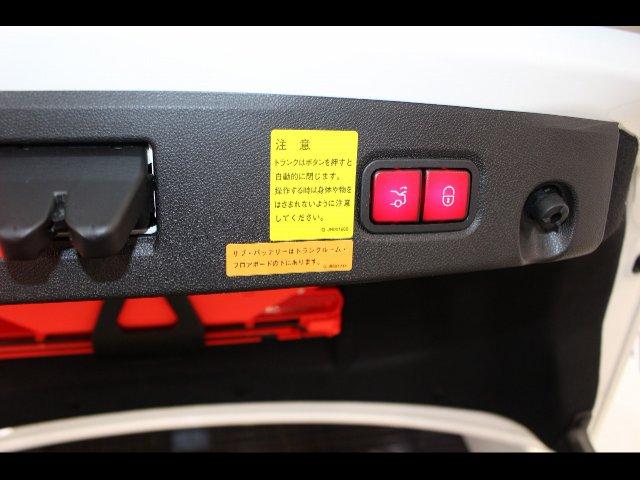 注意
トランクはボタンを押すと
自動的に閉じます。
操作する時は身体や物を
はさまれないように注意
してください。
サブ・バッテリーはトランクルーム・
フロアボードの下にあります。